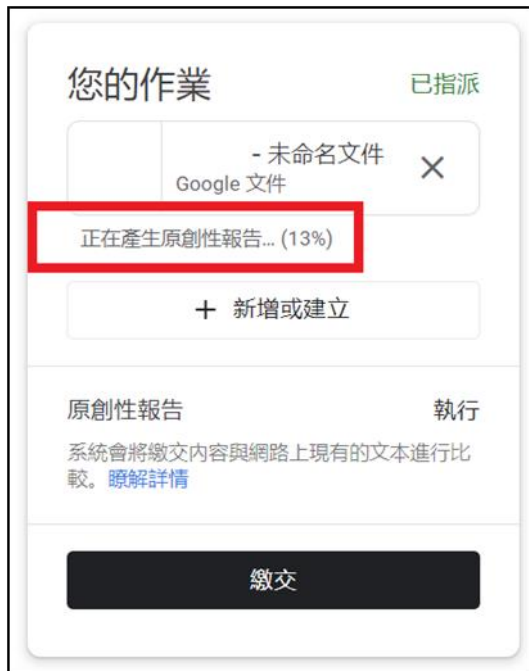 您的作業
已指派
- 未命名文件
Google 文件
正在產生原創性報告... (13%)
+ 新增或建立
原創性報告
執行
系統會將繳交內容與網路上現有的文本進行比
較。瞭解詳情
繳交